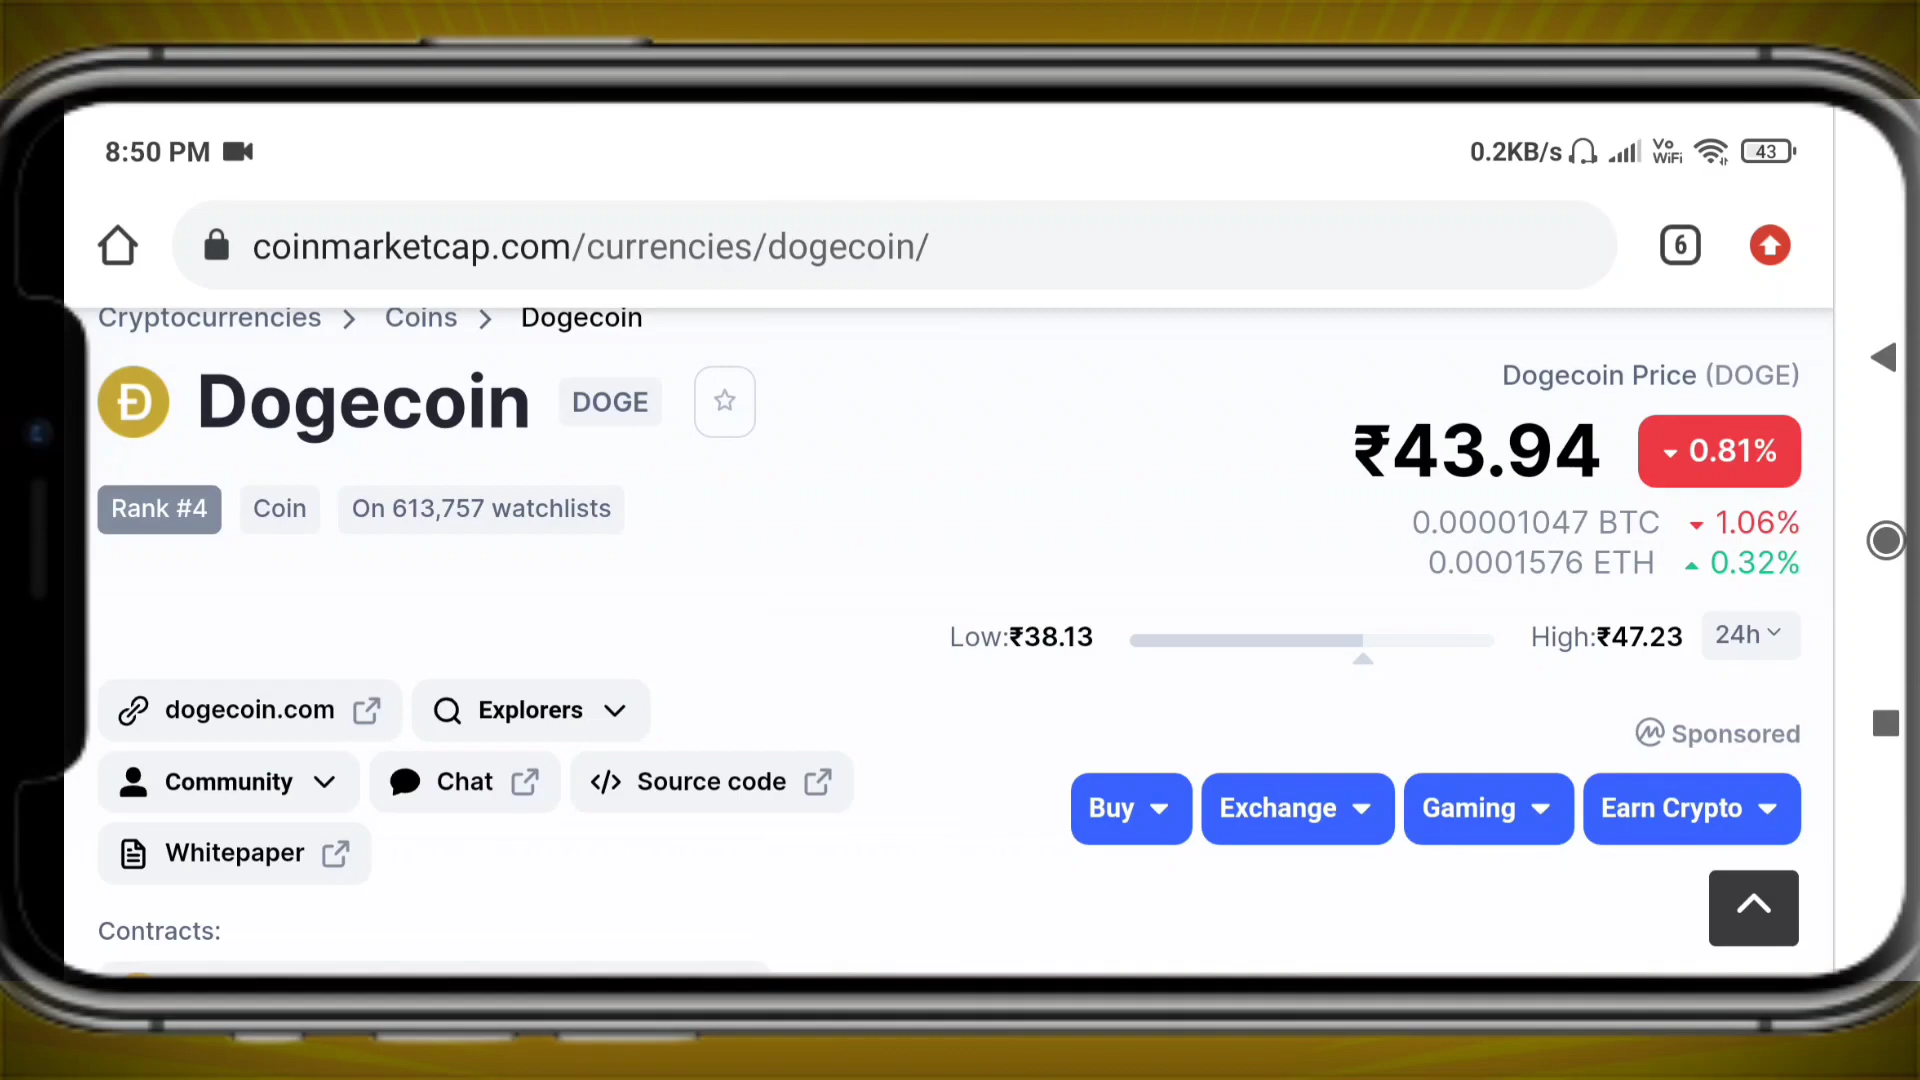 8:50 PM
0.2KB/s Vo WiFi 43
coinmarketcap.com/currencies/dogecoin/
6
Cryptocurrencies > Coins > Dogecoin
Dogecoin DOGE
Dogecoin Price (DOGE)
₹43.94 0.81%
Rank #4 Coin On 613,757 watchlists
0.00001047 BTC 1.06%
0.0001576 ETH 0.32%
Low:₹38.13 High:₹47.23 24h
dogecoin.com Explorers
Sponsored
Community Chat </> Source code
Buy Exchange Gaming Earn Crypto
Whitepaper
Contracts: